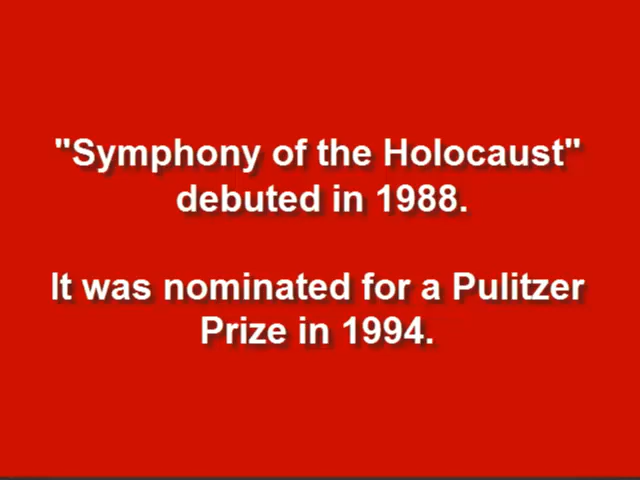 "Symphony of the Holocaust"
debuted in 1988.
It was nominated for a Pulitzer
Prize in 1994.